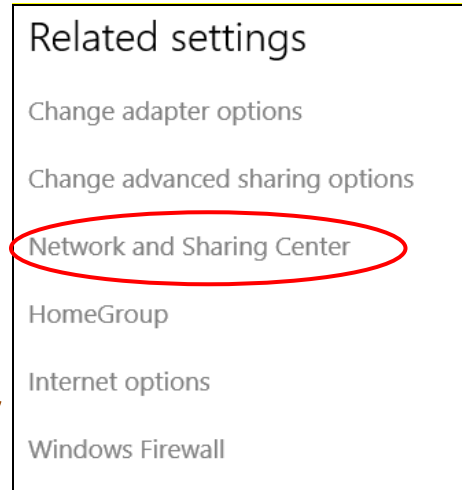 Related settings
Change adapter options
Change advanced sharing options
Network and Sharing Center
HomeGroup
Internet options
Windows Firewall